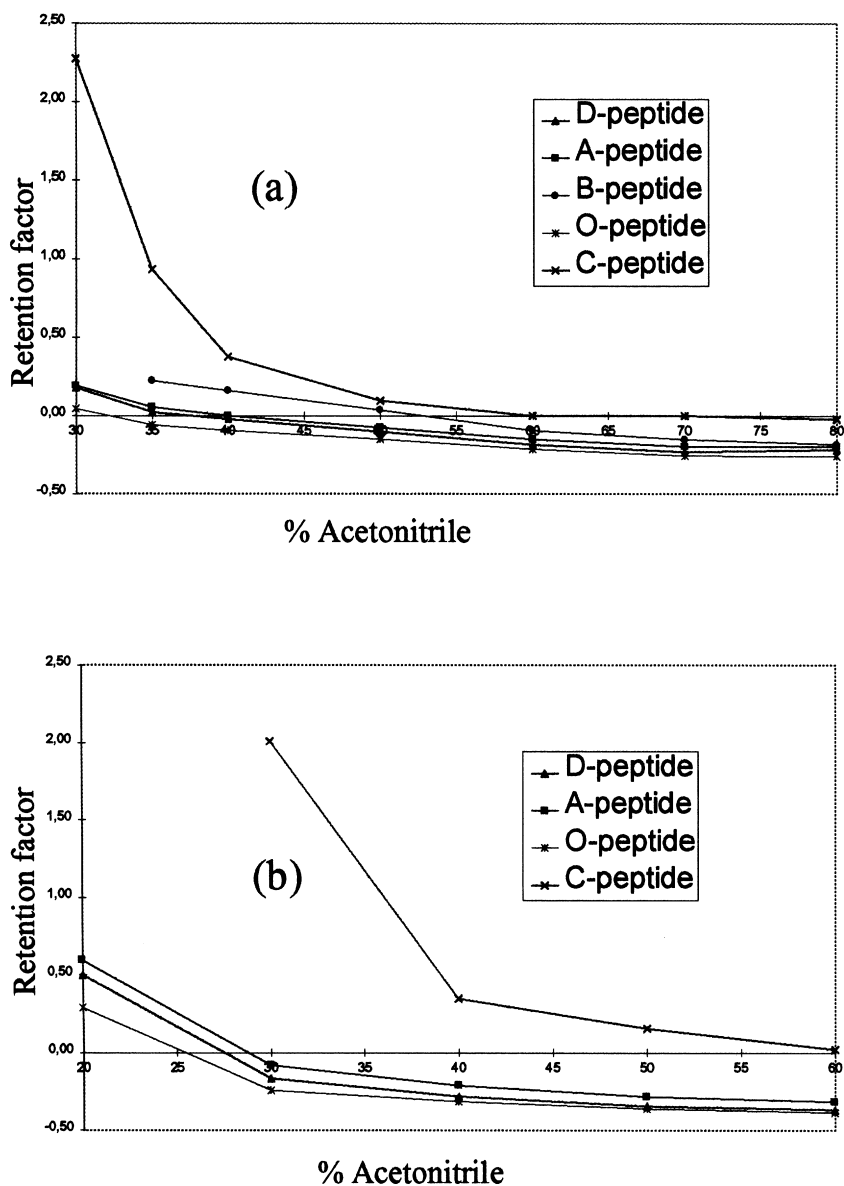 2,50
2,00
1,50
1,00
0,50
0,00
-0,50
Retention factor
(a)
D-peptide
A-peptide
B-peptide
O-peptide
C-peptide
30 35 40 45 50 55 60 65 70 75 80
% Acetonitrile
2,50
2,00
1,50
1,00
0,50
0,00
-0,50
Retention factor
(b)
D-peptide
A-peptide
O-peptide
C-peptide
20 25 30 35 40 45 50 55 60
% Acetonitrile